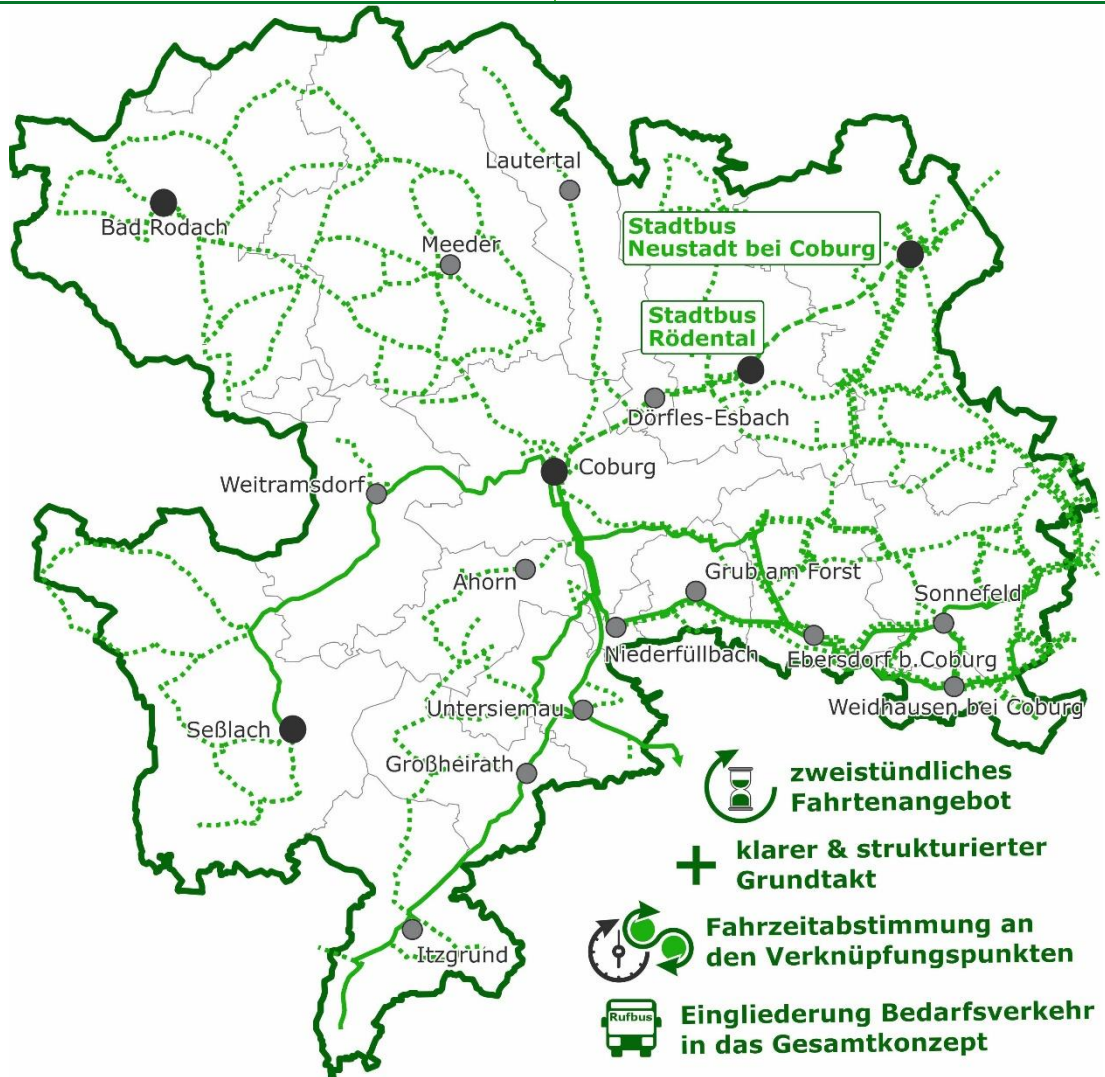 Lautertal
Bad Rodach
Meeder
Stadtbus
Neustadt bei Coburg
Stadtbus
Rödental
Dörfles-Esbach
Coburg
Weitramsdorf
Ahorn
Grub am Forst
Sonnefeld
Niederfüllbach
Ebersdorf b.Coburg
Weidhausen bei Coburg
Untersiemau
Seßlach
Großheirath
Itzgrund
zweistündliches
Fahrtenangebot
+ klarer & strukturierter
Grundtakt
Fahrzeitabstimmung an
den Verknüpfungspunkten
Rufbus
Eingliederung Bedarfsverkehr
in das Gesamtkonzept